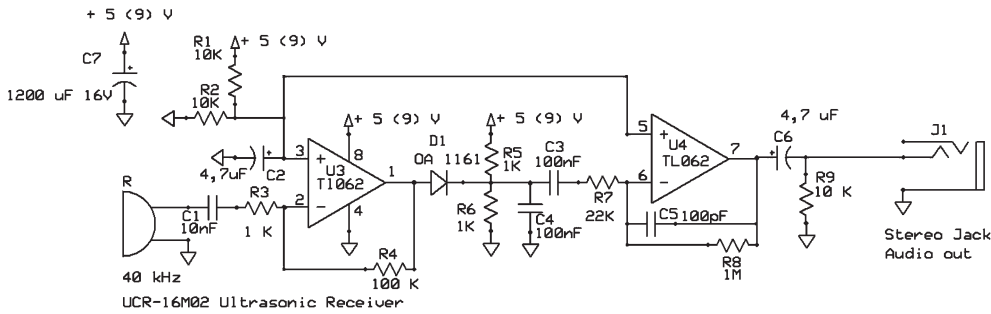 + 5 (9) V
C7
1200 uF 16V
R1
10K
+ 5 (9) V
R2
10K
4,7uF
C2
3
2
+
-
U3
Tl062
8
4
1
+ 5 (9) V
R
C1
10nF
R3
1 K
R4
100 K
40 kHz
UCR-16M02 Ultrasonic Receiver
D1
OA 1161
+ 5 (9) V
R5
1K
R6
1K
C3
100nF
C4
100nF
R7
22K
5
6
+
-
U4
TL062
7
C5 100pF
R8
1M
4,7 uF
C6
R9
10 K
J1
Stereo Jack
Audio out